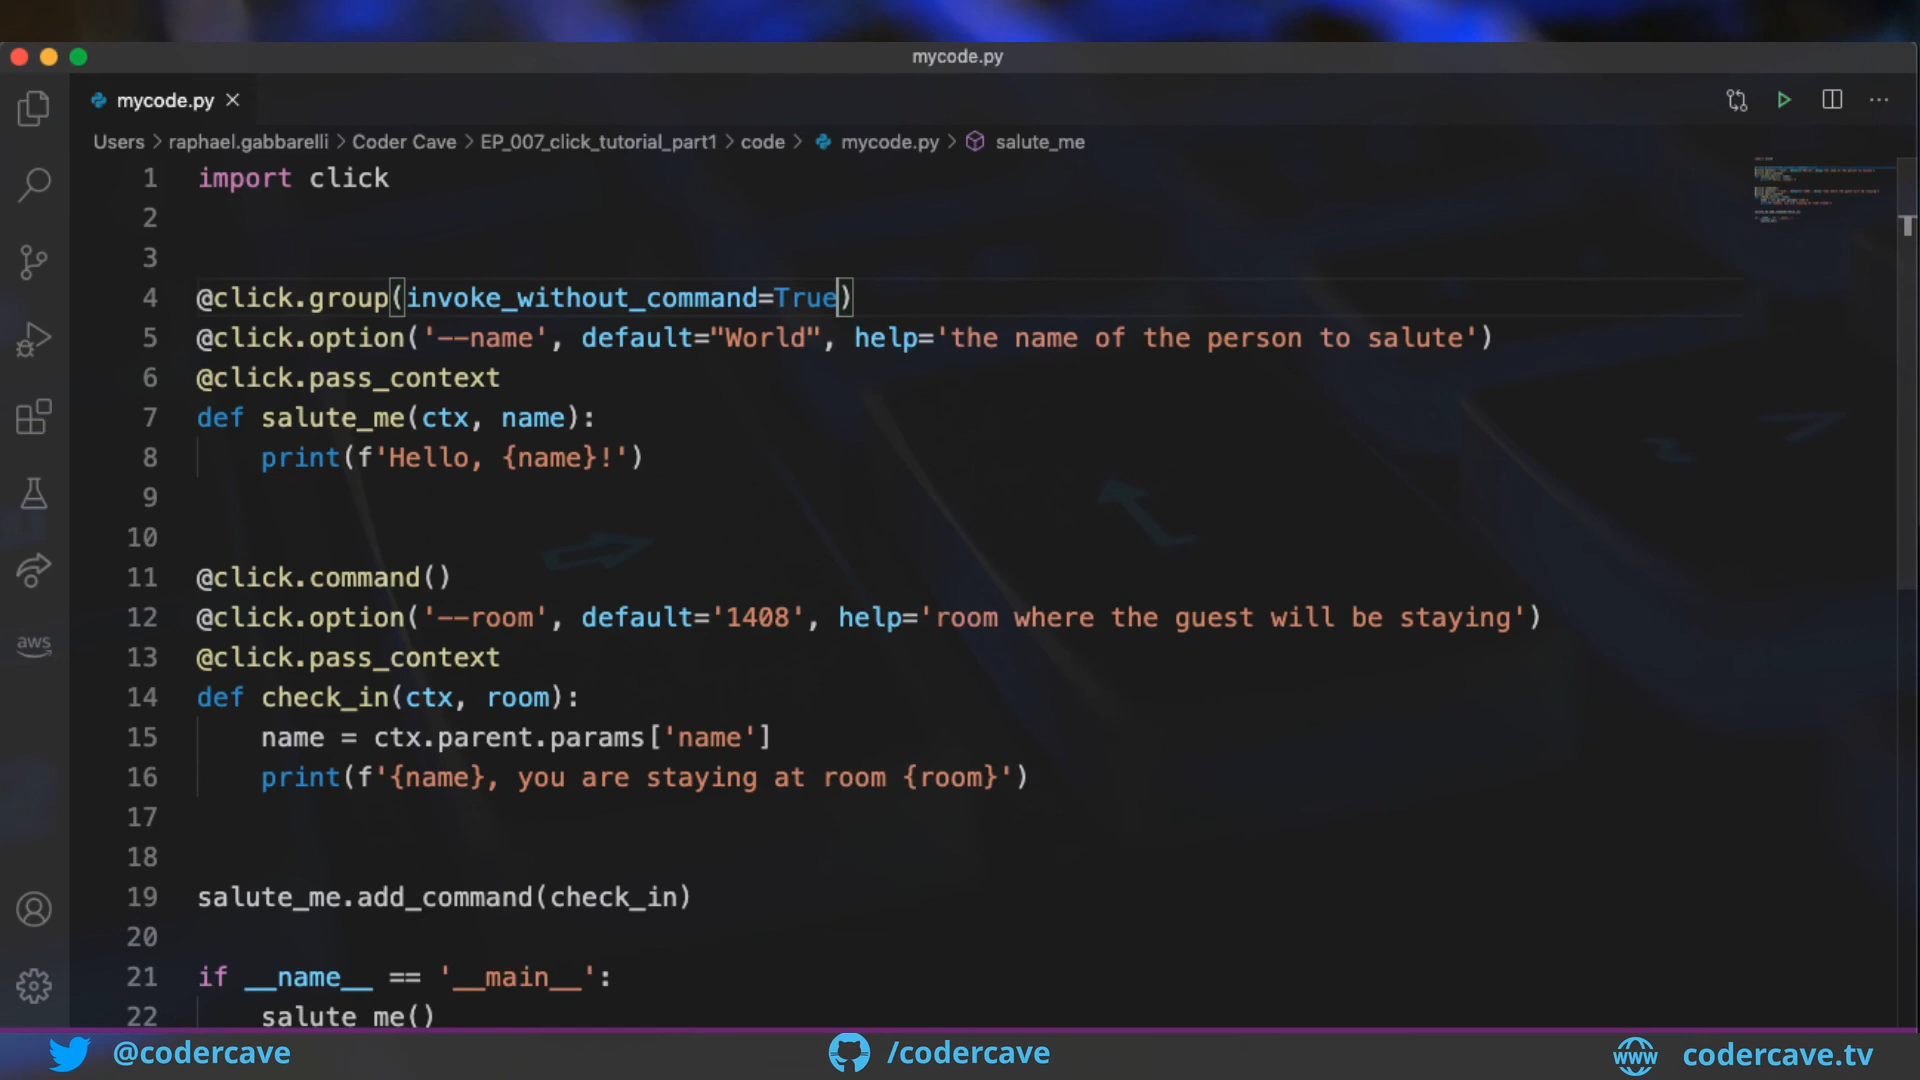 mycode.py
mycode.py
Users > raphael.gabbarelli > Coder Cave > EP_007_click_tutorial_part1 > code > mycode.py > salute_me
1 import click
2
3
4 @click.group(invoke_without_command=True)
5 @click.option('--name', default="World", help='the name of the person to salute')
6 @click.pass_context
7 def salute_me(ctx, name):
8 print(f'Hello, {name}!')
9
10
11 @click.command()
12 @click.option('--room', default='1408', help='room where the guest will be staying')
13 @click.pass_context
14 def check_in(ctx, room):
15 name = ctx.parent.params['name']
16 print(f'{name}, you are staying at room {room}')
17
18
19 salute_me.add_command(check_in)
20
21 if __name__ == '__main__':
22 salute_me()
aws
@codercave
/codercave
www codercave.tv